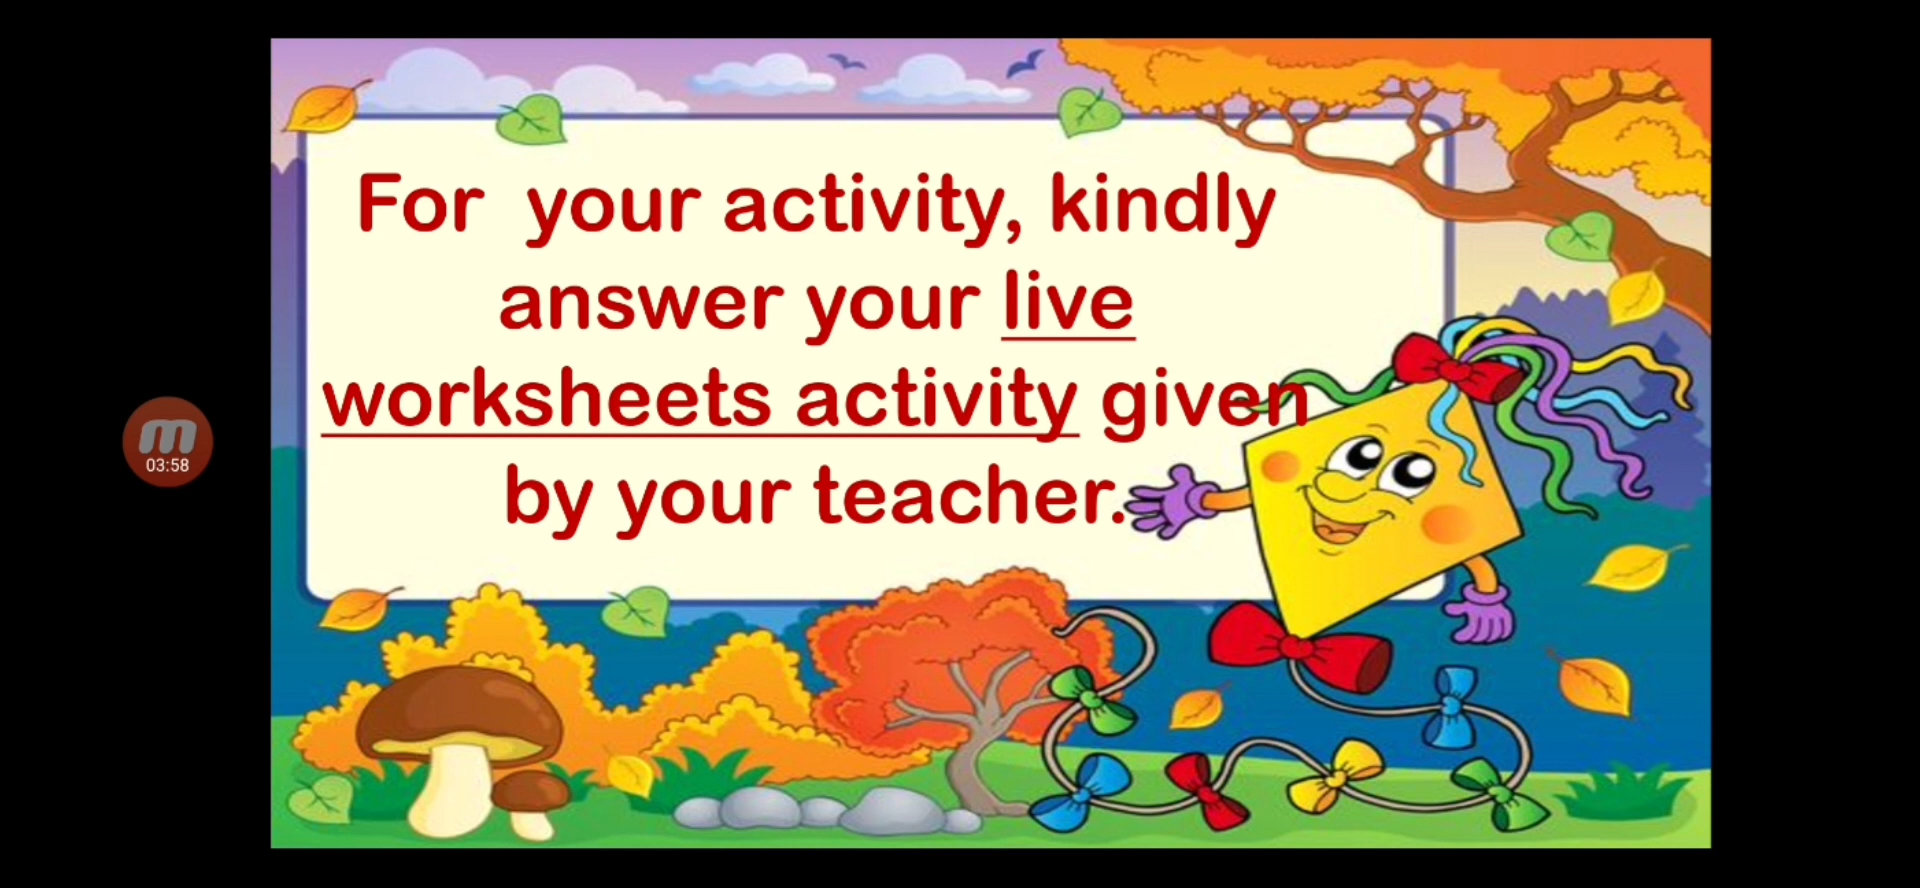 For your activity, kindly
answer your live
worksheets activity given
by your teacher.
03:58